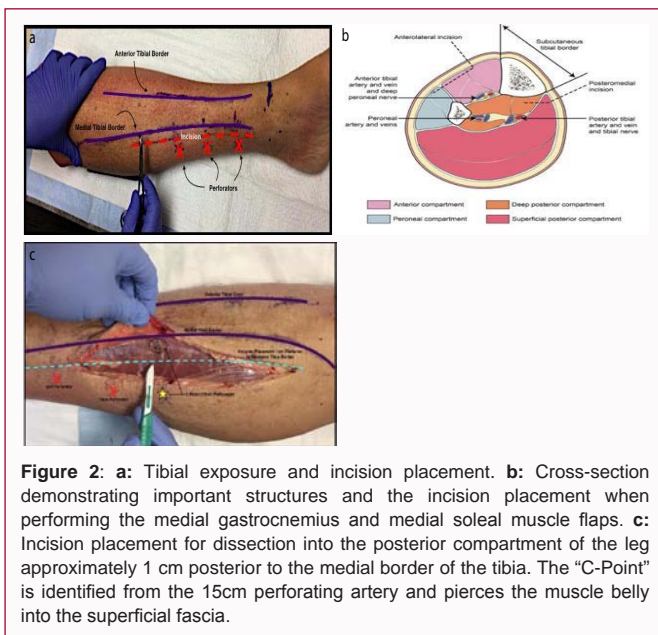 a
Anterior Tibial Border
Medial Tibial Border
Incision
Perforators
b
Anterolateral incision
Subcutaneous
tibial border
Anterior tibial
artery and vein
and deep
peroneal nerve
Peroneal artery
and veins
Posteromedial
incision
Posterior tibial
artery and vein
and tibial nerve
Anterior compartment
Deep posterior compartment
Peroneal compartment
Superficial posterior compartment
c
Medial Tibial Border
Figure 2: a: Tibial exposure and incision placement. b: Cross-section
demonstrating important structures and the incision placement when
performing the medial gastrocnemius and medial soleal muscle flaps. c:
Incision placement for dissection into the posterior compartment of the leg
approximately 1 cm posterior to the medial border of the tibia. The “C-Point”
is identified from the 15cm perforating artery and pierces the muscle belly
into the superficial fascia.